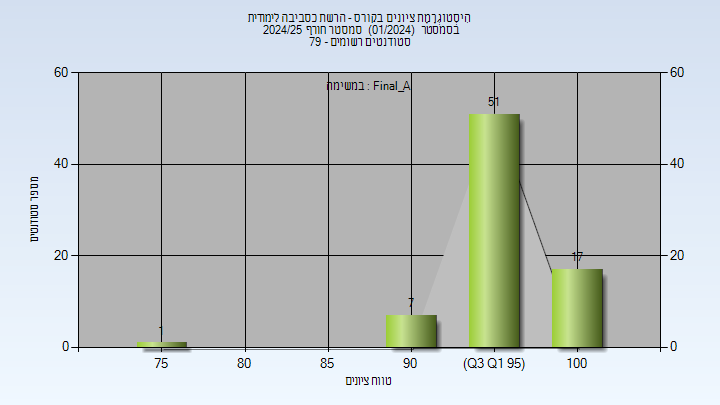 היסטוגרמת ציונים בקורס - הרשת כסביבה לימודית
בסמסטר (01/2024) סמסטר חורף 2024/25
סטודנטים רשומים - 79
במשימה : Final_A
60 60
40 40
20 20
0 0
מספר סטודנטים
1
7
51
17
75 80 85 90 (Q3 Q1 95) 100
טווח ציונים